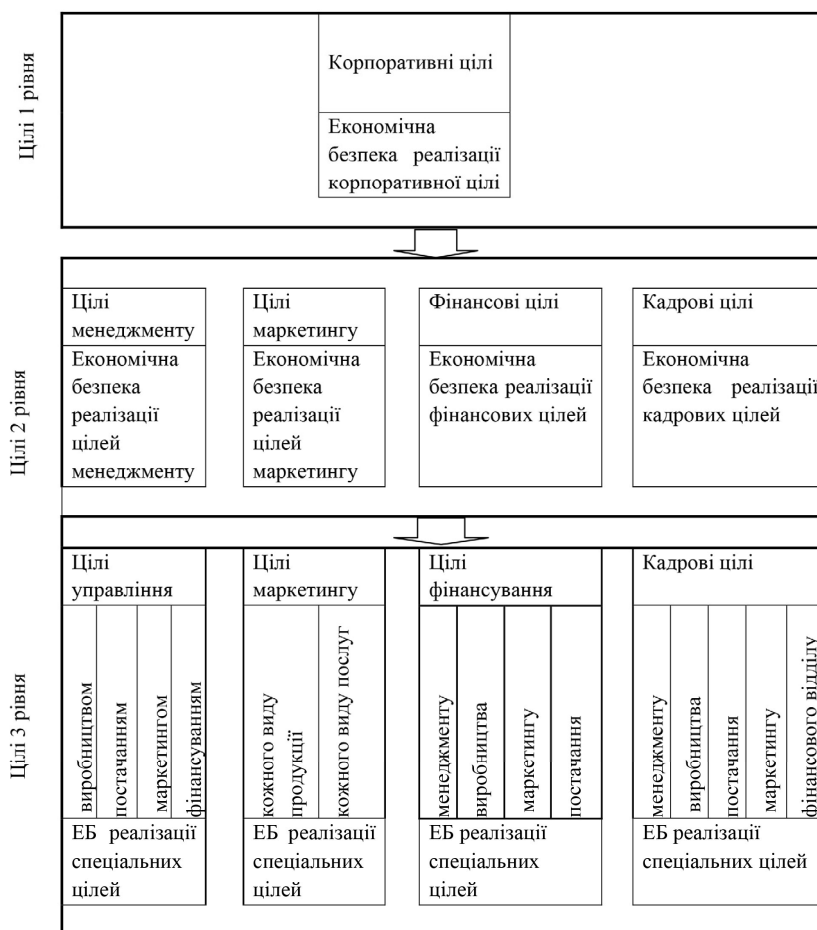 Цілі 1 рівня
Корпоративні цілі
Економічна
безпека реалізації
корпоративної цілі
Цілі 2 рівня
Цілі
менеджменту
Економічна
безпека
реалізації
цілей
менеджменту
Цілі
маркетингу
Економічна
безпека
реалізації
цілей
маркетингу
Фінансові цілі
Економічна
безпека реалізації
фінансових цілей
Кадрові цілі
Економічна
безпека реалізації
кадрових цілей
Цілі 3 рівня
Цілі
управління
виробництвом
постачанням
маркетингом
фінансуванням
ЕБ реалізації
спеціальних
цілей
Цілі
маркетингу
кожного виду
продукції
кожного виду послуг
ЕБ реалізації
спеціальних
цілей
Цілі
фінансування
менеджменту
виробництва
маркетингу
постачання
ЕБ реалізації
спеціальних
цілей
Кадрові цілі
менеджменту
виробництва
постачання
маркетингу
фінансового відділу
ЕБ реалізації
спеціальних цілей